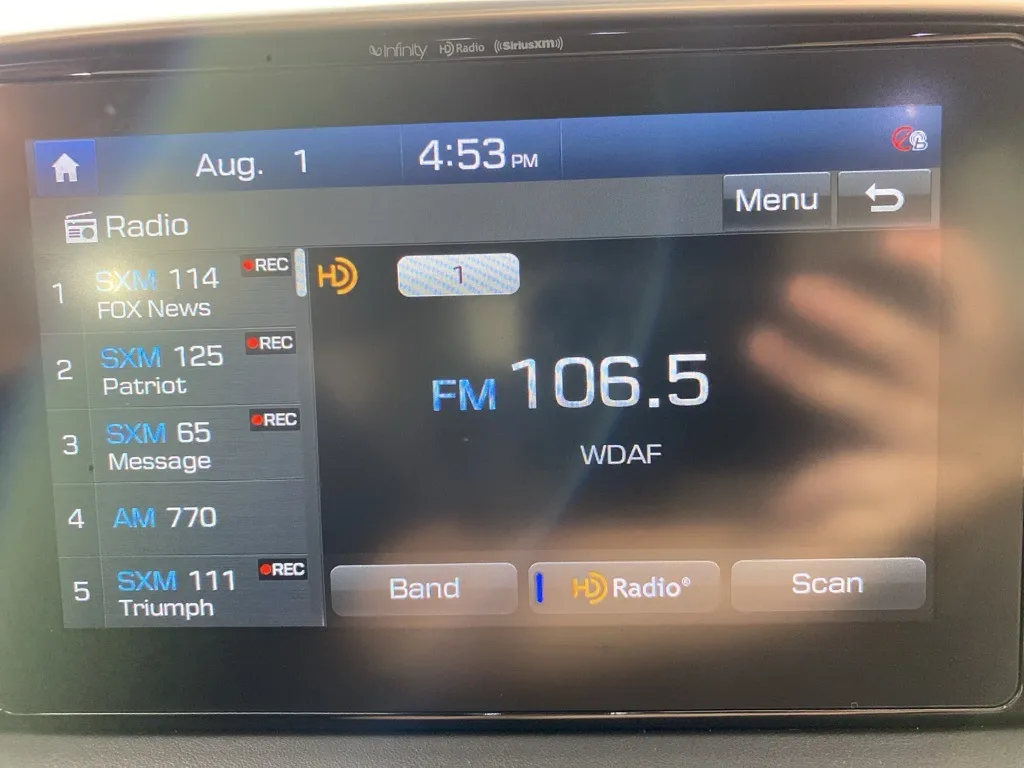 Infinity HD Radio ((SiriusXM))
Aug. 1 4:53 PM
Menu
Radio
1 SXM 114 REC
FOX News
2 SXM 125 REC
Patriot
3 SXM 65 REC
Message
4 AM 770
5 SXM 111 REC
Triumph
HD 1
FM 106.5
WDAF
Band HD Radio® Scan